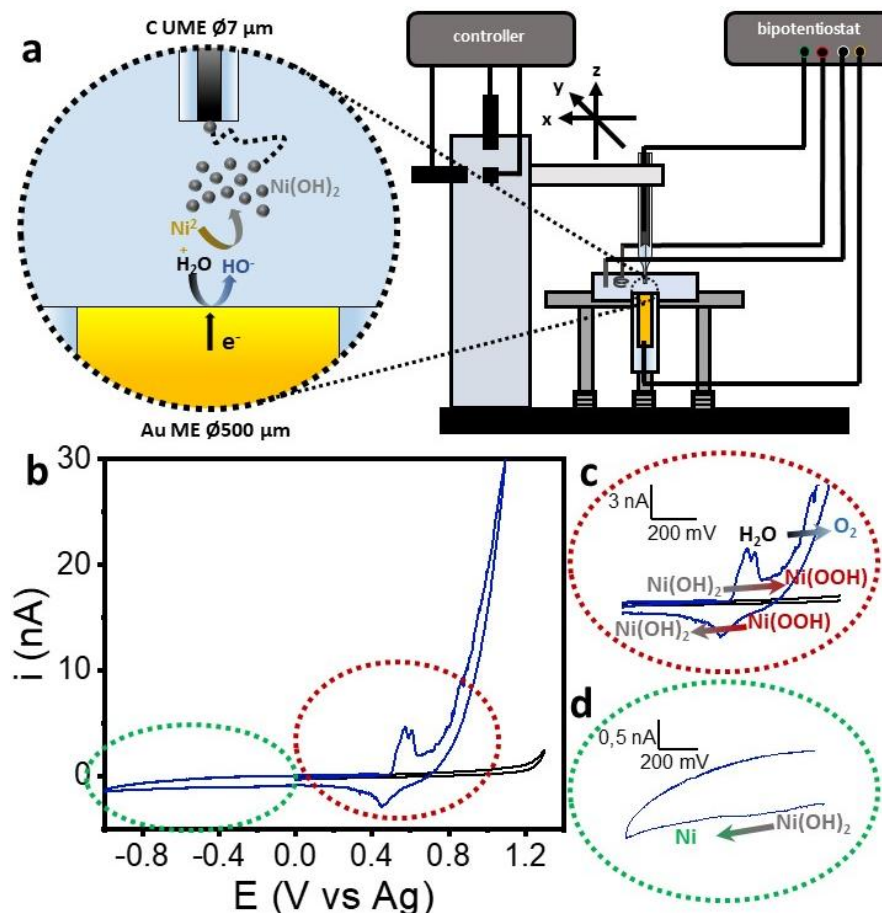 a
C UME Ø7 µm
Ni(OH)₂
Ni²
+
H₂O HO⁻
e⁻
Au ME Ø500 µm
controller
bipotentiostat
z
y
x
b
30
20
10
0
i (nA)
-0.8 -0.4 0.0 0.4 0.8 1.2
E (V vs Ag)
c
3 nA
200 mV
H₂O O₂
Ni(OH)₂ Ni(OOH)
Ni(OH)₂ Ni(OOH)
d
0,5 nA
200 mV
Ni Ni(OH)₂